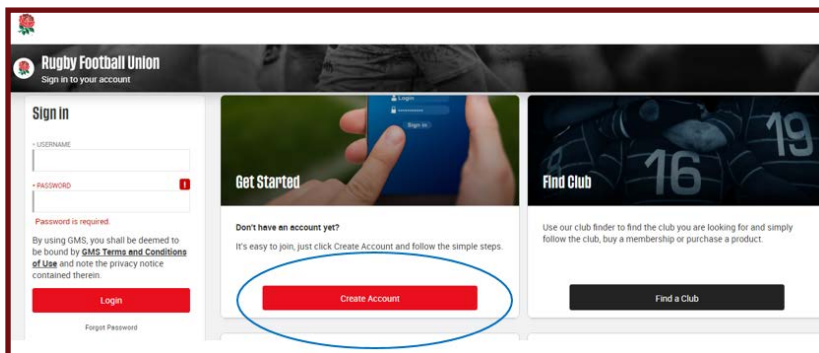 Rugby Football Union
Sign in to your account
Sign in
* USERNAME
* PASSWORD
!
Password is required.
By using GMS, you shall be deemed to
be bound by GMS Terms and Conditions
of Use and note the privacy notice
contained therein.
Login
Forgot Password
Login
Sign in
Get Started
Don't have an account yet?
It's easy to join, just click Create Account and follow the simple steps.
Create Account
16
19
Find Club
Use our club finder to find the club you are looking for and simply
follow the club, buy a membership or purchase a product.
Find a Club